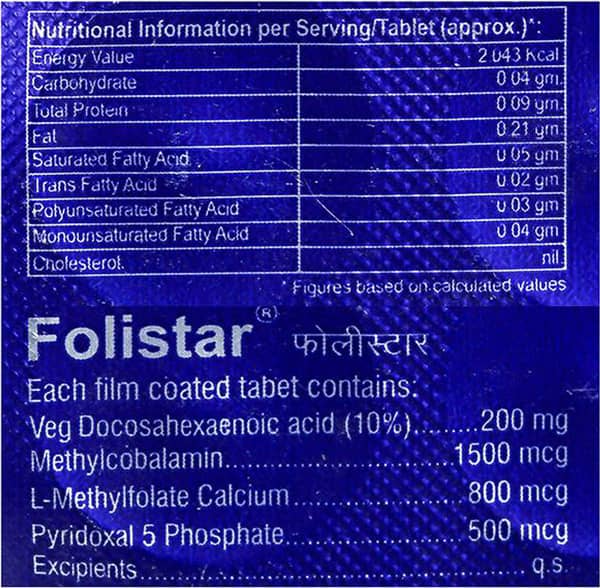 Nutritional Information per Serving/Tablet (approx.)*:
Energy Value 2.043 Kcal
Carbohydrate 0.04 gm.
Total Protein 0.09 gm.
Fat 0.21 gm.
Saturated Fatty Acid 0.05 gm
Trans Fatty Acid 0.02 gm
Polyunsaturated Fatty Acid 0.03 gm
Monounsaturated Fatty Acid 0.04 gm
Cholesterol. nil
* Figures based on calculated values
Folistar® फोलीस्टार
Each film coated tabet contains:
Veg Docosahexaenoic acid (10%).........200 mg
Methylcobalamin..............................1500 mcg
L-Methylfolate Calcium.......................800 mcg
Pyridoxal 5 Phosphate.......................500 mcg
Excipients.............................................q.s.